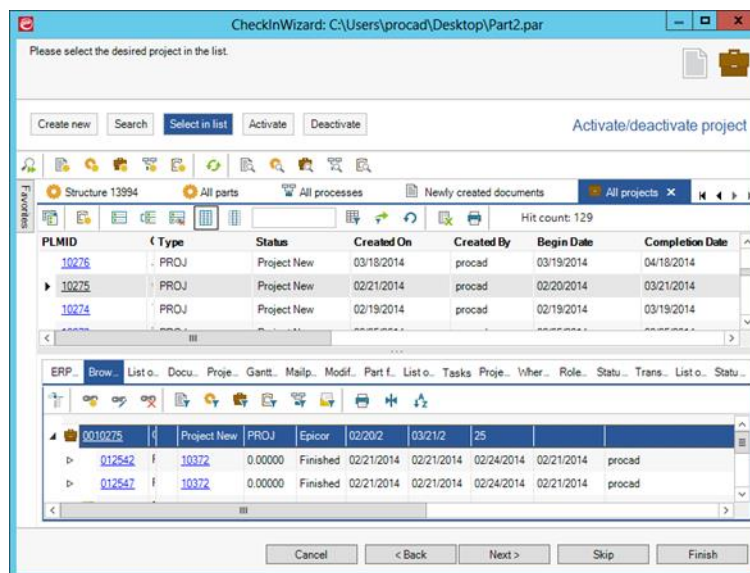 CheckInWizard: C:\Users\procad\Desktop\Part2.par
Please select the desired project in the list.
Create new Search Select in list Activate Deactivate Activate/deactivate project
Favorites
Structure 13994 All parts All processes Newly created documents All projects
Hit count: 129
PLMID ( Type Status Created On Created By Begin Date Completion Date
10276 PROJ Project New 03/18/2014 procad 03/19/2014 04/18/2014
10275 PROJ Project New 02/21/2014 procad 02/20/2014 03/21/2014
10274 PROJ Project New 02/19/2014 procad 02/19/2014 03/19/2014
ERP... Brow... List o... Docu... Proje... Gantt... Mailp... Modif... Part f... List o... Tasks Proje... Wher... Role... Statu... Trans... List o... Statu...
0010275 Project New PROJ Epicor 02/20/2 03/21/2 25
012542 F 10372 0.00000 Finished 02/21/2014 02/21/2014 02/24/2014 02/21/2014 procad
012547 F 10372 0.00000 Finished 02/21/2014 02/21/2014 02/24/2014 02/21/2014 procad
Cancel < Back Next > Skip Finish